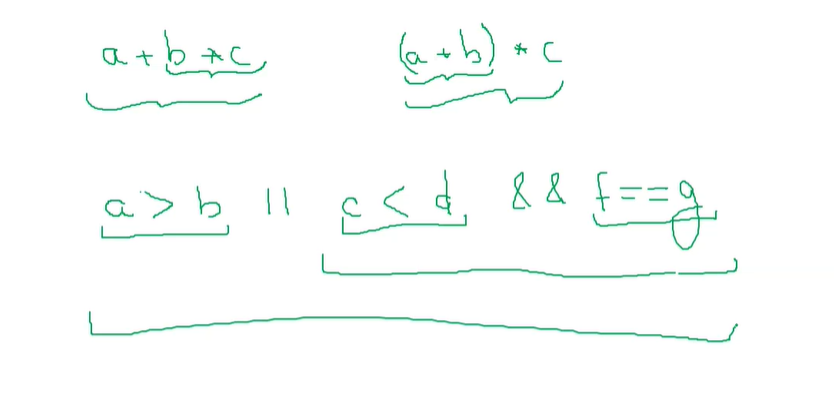 a + b * c (a + b) * c
a > b || c < d && f == g